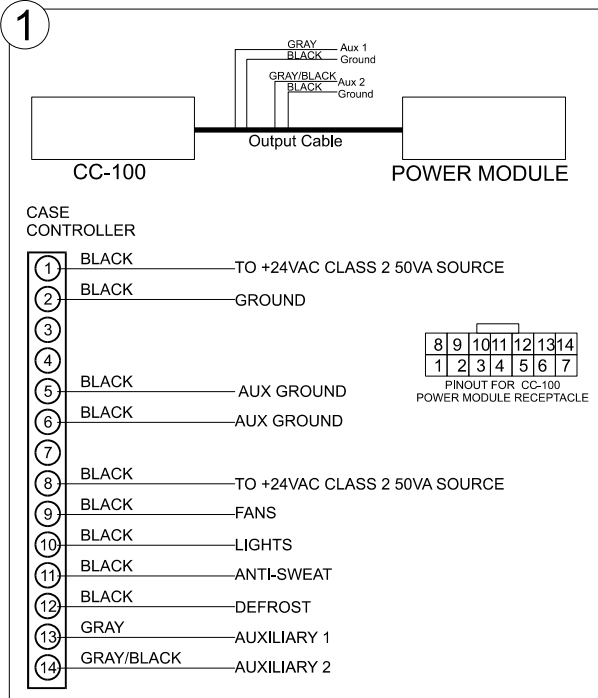 1
GRAY Aux 1
BLACK Ground
GRAY/BLACK Aux 2
BLACK Ground
Output Cable
CC-100
POWER MODULE
CASE
CONTROLLER
1 BLACK TO +24VAC CLASS 2 50VA SOURCE
2 BLACK GROUND
3
4
5 BLACK AUX GROUND
6 BLACK AUX GROUND
7
8 BLACK TO +24VAC CLASS 2 50VA SOURCE
9 BLACK FANS
10 BLACK LIGHTS
11 BLACK ANTI-SWEAT
12 BLACK DEFROST
13 GRAY AUXILIARY 1
14 GRAY/BLACK AUXILIARY 2
8 9 10 11 12 13 14
1 2 3 4 5 6 7
PINOUT FOR CC-100
POWER MODULE RECEPTACLE